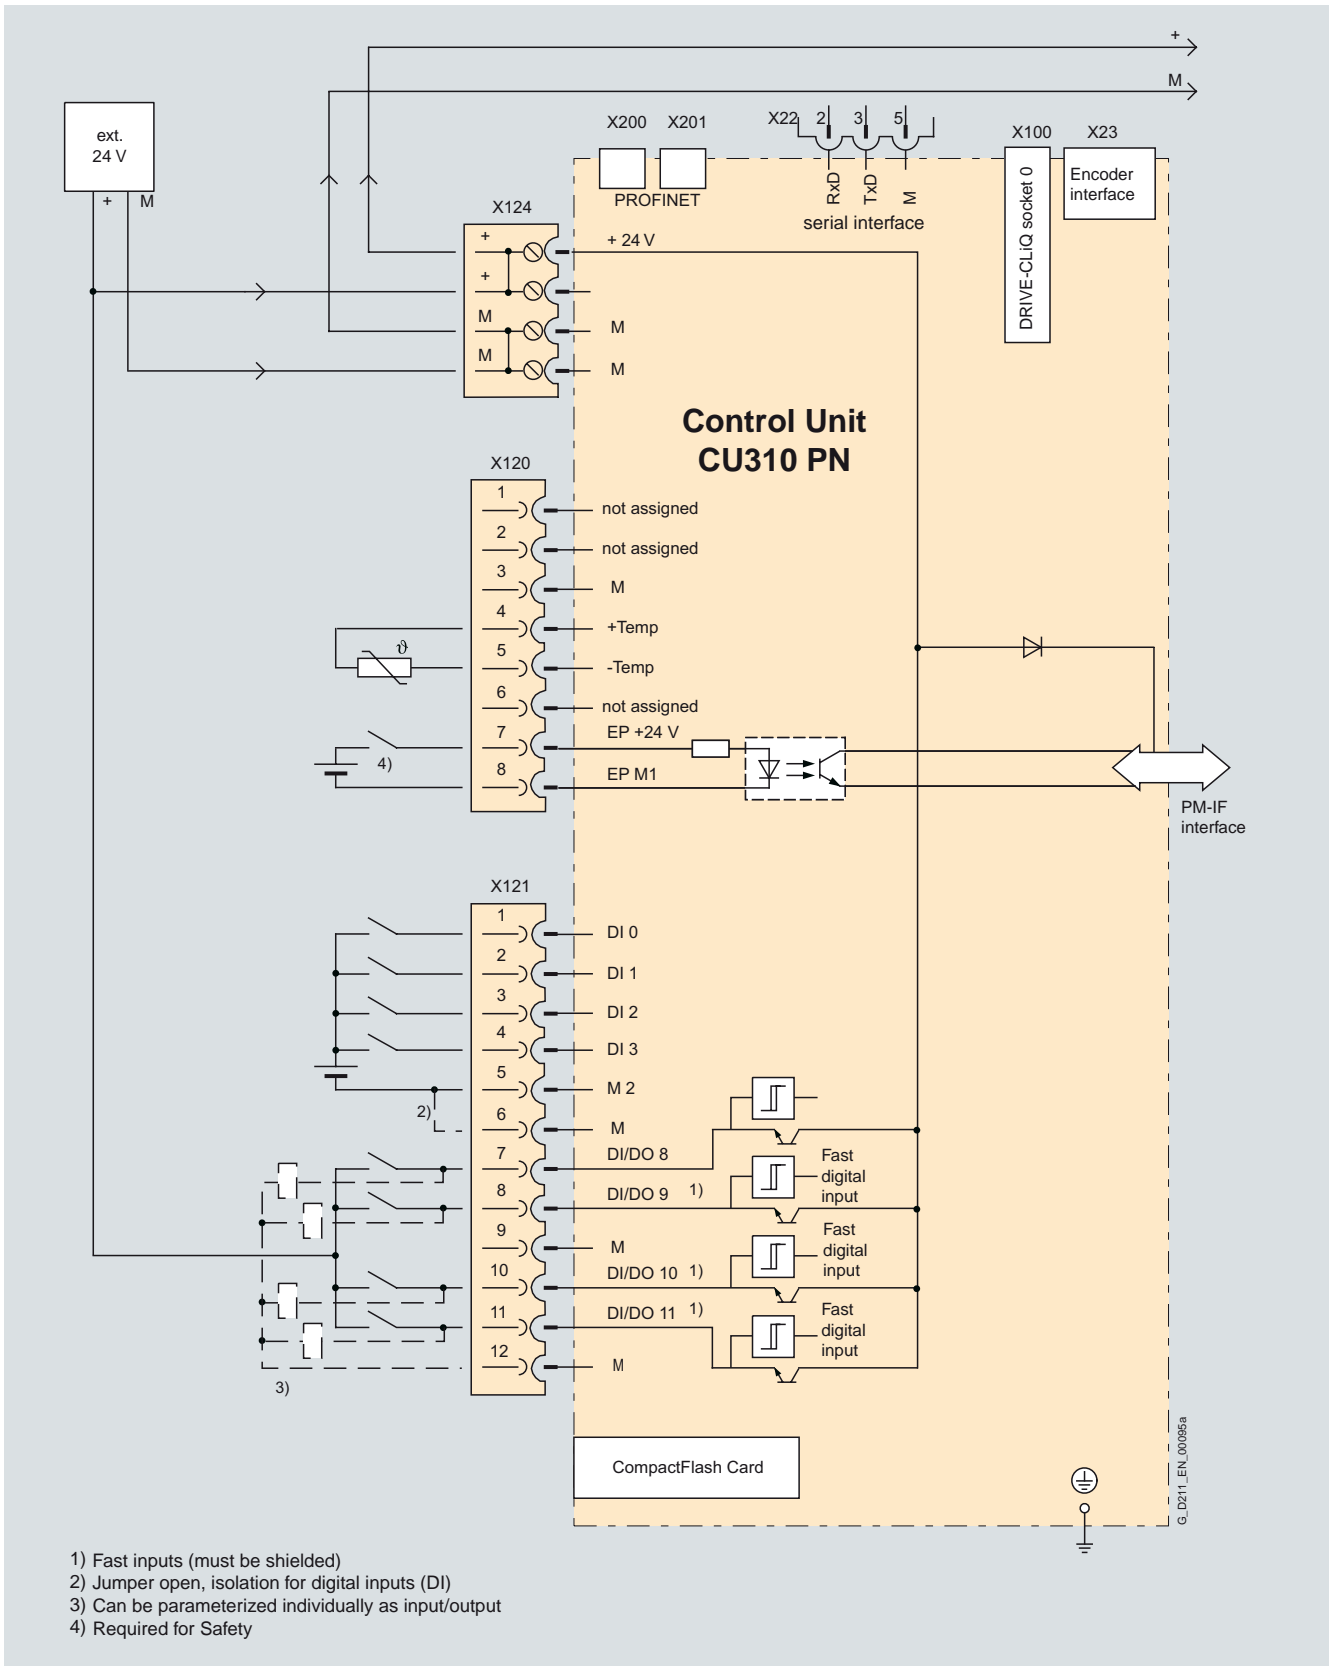 +
M
ext.
24 V
+ M
X200 X201
PROFINET
X22 2 3 5
RxD TxD M
serial interface
X100
DRIVE-CLiQ socket 0
X23
Encoder
interface
X124
+
+ 24 V
+
M
M
M
M
Control Unit
CU310 PN
X120
1 not assigned
2 not assigned
3 M
4 +Temp
ϑ
5 -Temp
6 not assigned
7 EP +24 V
4)
8 EP M1
PM-IF
interface
X121
1 DI 0
2 DI 1
3 DI 2
4 DI 3
5 M 2
2)
6 M
7 DI/DO 8
Fast
digital
input
8 DI/DO 9 1)
9 M
Fast
digital
input
10 DI/DO 10 1)
11 DI/DO 11 1)
Fast
digital
input
12 M
3)
CompactFlash Card
G_D211_EN_00095a
1) Fast inputs (must be shielded)
2) Jumper open, isolation for digital inputs (DI)
3) Can be parameterized individually as input/output
4) Required for Safety